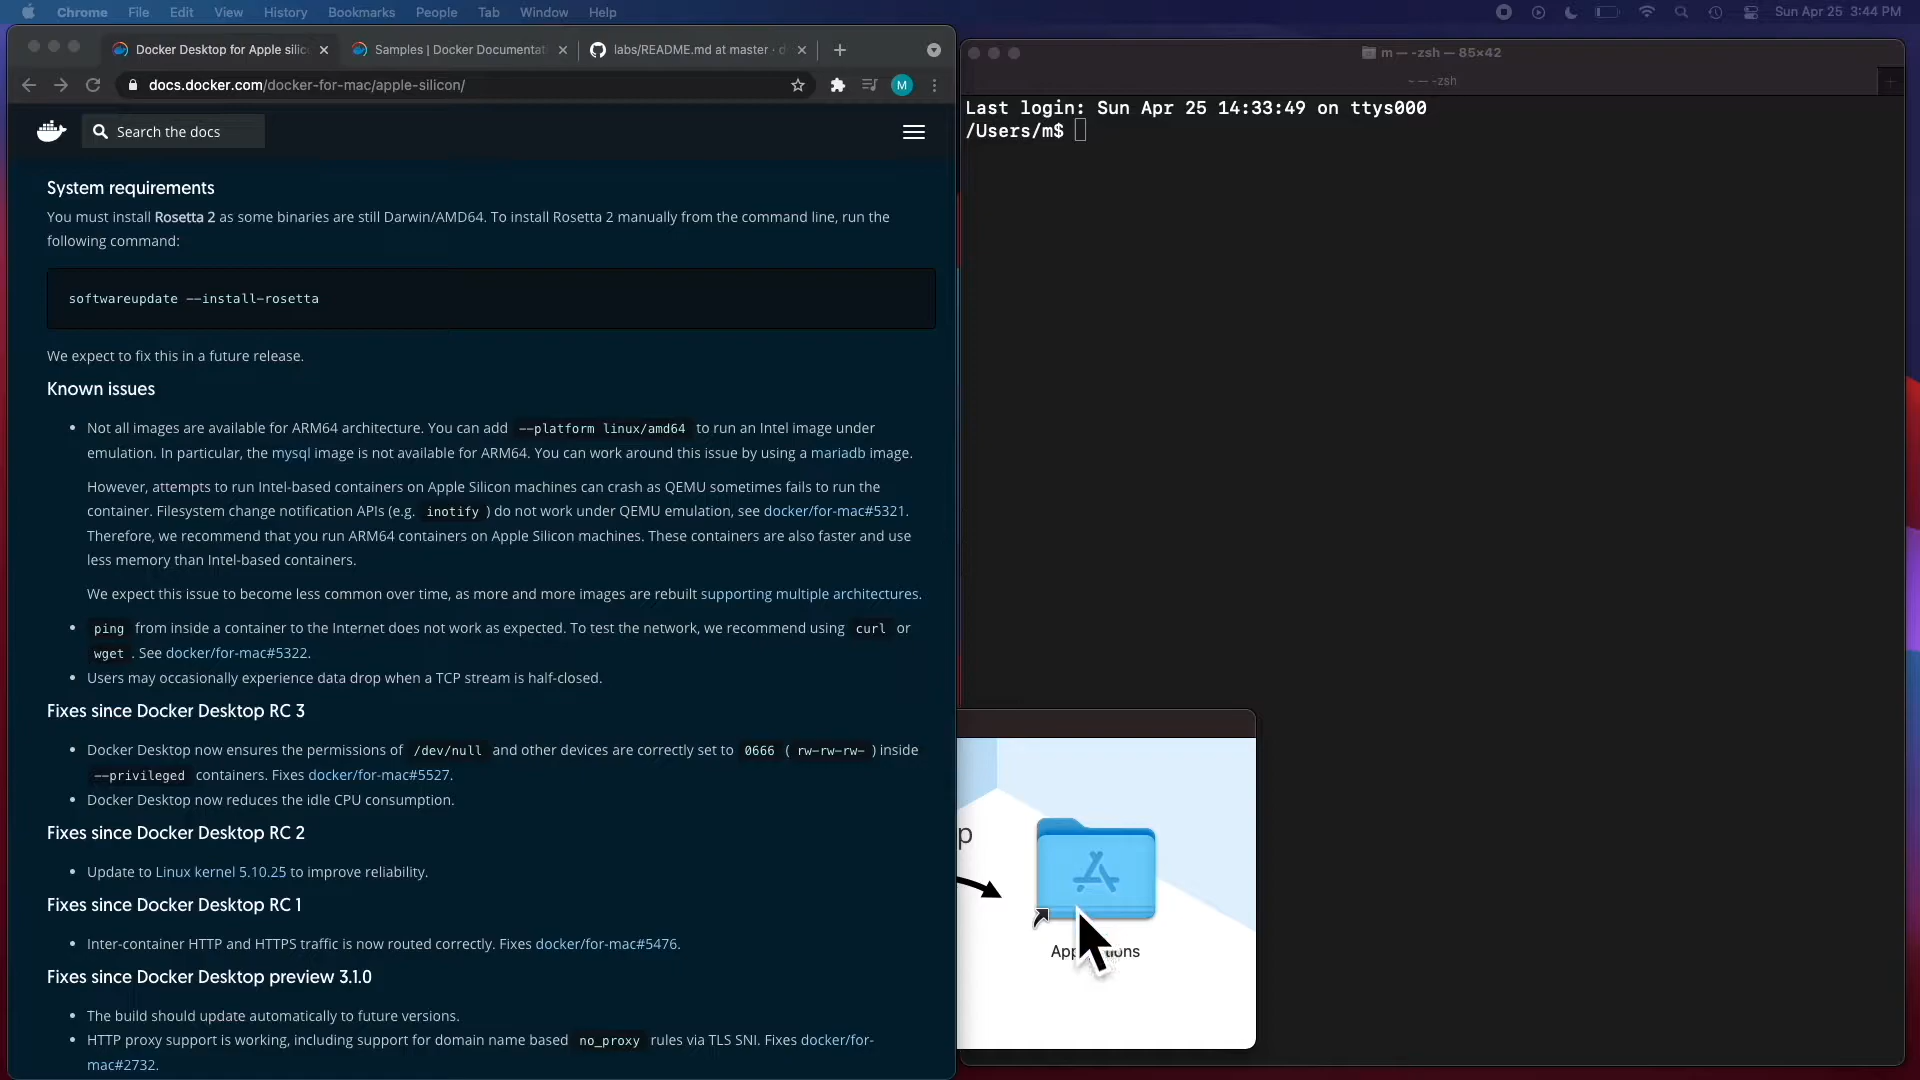 Chrome File Edit View History Bookmarks People Tab Window Help Sun Apr 25 3:44 PM
Docker Desktop for Apple silic Samples | Docker Documentat labs/README.md at master · d
docs.docker.com/docker-for-mac/apple-silicon/ M
Search the docs
System requirements
You must install Rosetta 2 as some binaries are still Darwin/AMD64. To install Rosetta 2 manually from the command line, run the
following command:
softwareupdate --install-rosetta
We expect to fix this in a future release.
Known issues
• Not all images are available for ARM64 architecture. You can add --platform linux/amd64 to run an Intel image under
emulation. In particular, the mysql image is not available for ARM64. You can work around this issue by using a mariadb image.
However, attempts to run Intel-based containers on Apple Silicon machines can crash as QEMU sometimes fails to run the
container. Filesystem change notification APIs (e.g. inotify ) do not work under QEMU emulation, see docker/for-mac#5321.
Therefore, we recommend that you run ARM64 containers on Apple Silicon machines. These containers are also faster and use
less memory than Intel-based containers.
We expect this issue to become less common over time, as more and more images are rebuilt supporting multiple architectures.
• ping from inside a container to the Internet does not work as expected. To test the network, we recommend using curl or
wget . See docker/for-mac#5322.
• Users may occasionally experience data drop when a TCP stream is half-closed.
Fixes since Docker Desktop RC 3
• Docker Desktop now ensures the permissions of /dev/null and other devices are correctly set to 0666 ( rw-rw-rw- ) inside
--privileged containers. Fixes docker/for-mac#5527.
• Docker Desktop now reduces the idle CPU consumption.
Fixes since Docker Desktop RC 2
• Update to Linux kernel 5.10.25 to improve reliability.
Fixes since Docker Desktop RC 1
• Inter-container HTTP and HTTPS traffic is now routed correctly. Fixes docker/for-mac#5476.
Fixes since Docker Desktop preview 3.1.0
• The build should update automatically to future versions.
• HTTP proxy support is working, including support for domain name based no_proxy rules via TLS SNI. Fixes docker/for-
mac#2732.
m — -zsh — 85×42
~ — -zsh
Last login: Sun Apr 25 14:33:49 on ttys000
/Users/m$
p
Applications